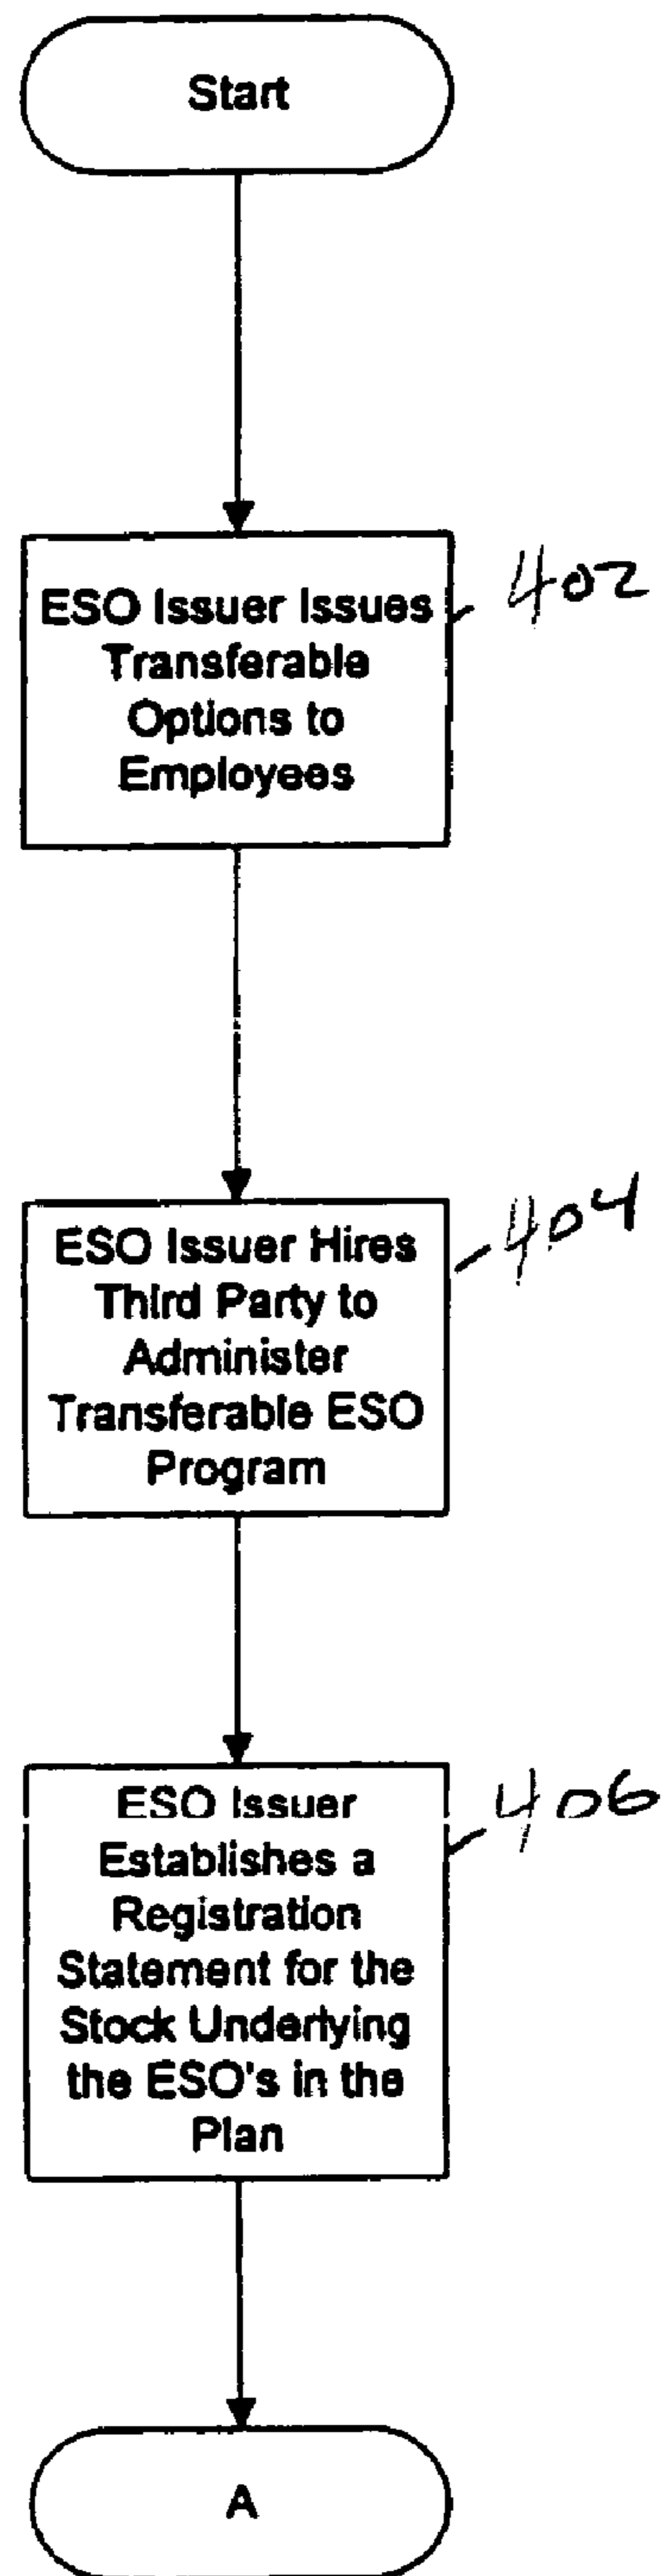 Start
ESO Issuer Issues
402
Transferable
Options to
Employees
ESO Issuer Hires
404
Third Party to
Administer
Transferable ESO
Program
ESO Issuer
406
Establishes a
Registration
Statement for the
Stock Underlying
the ESO's in the
Plan
A